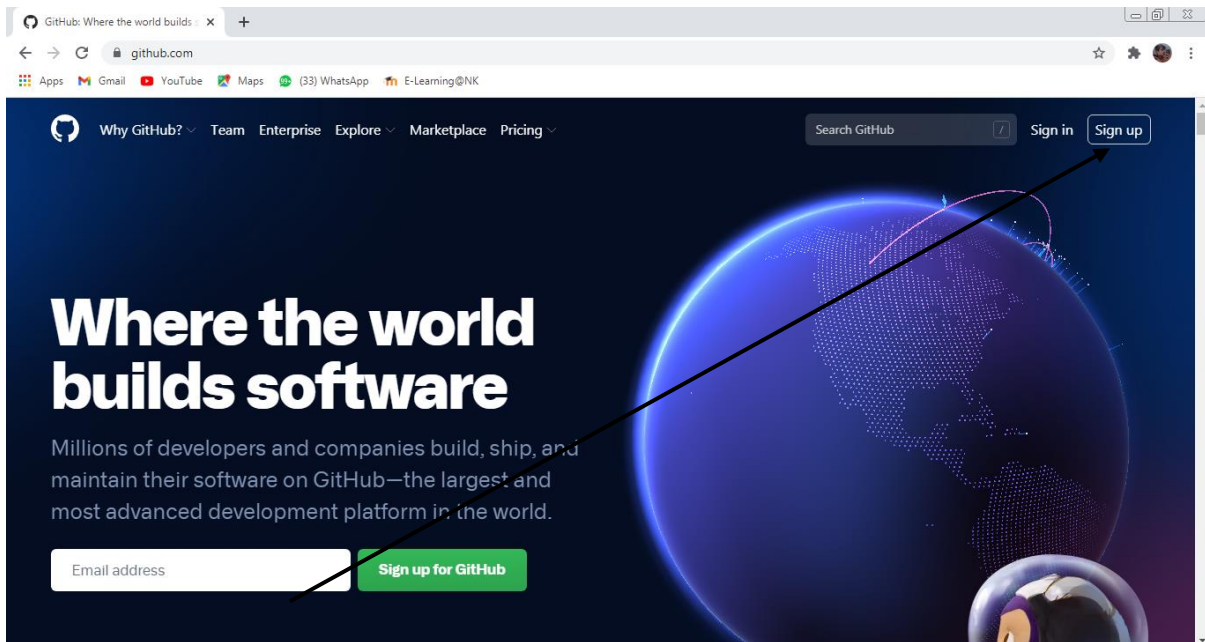 GitHub: Where the world builds s
github.com
Apps Gmail YouTube Maps 99+ (33) WhatsApp E-Learning@NK
Why GitHub? Team Enterprise Explore Marketplace Pricing Search GitHub / Sign in Sign up
Where the world
builds software
Millions of developers and companies build, ship, and
maintain their software on GitHub—the largest and
most advanced development platform in the world.
Email address Sign up for GitHub